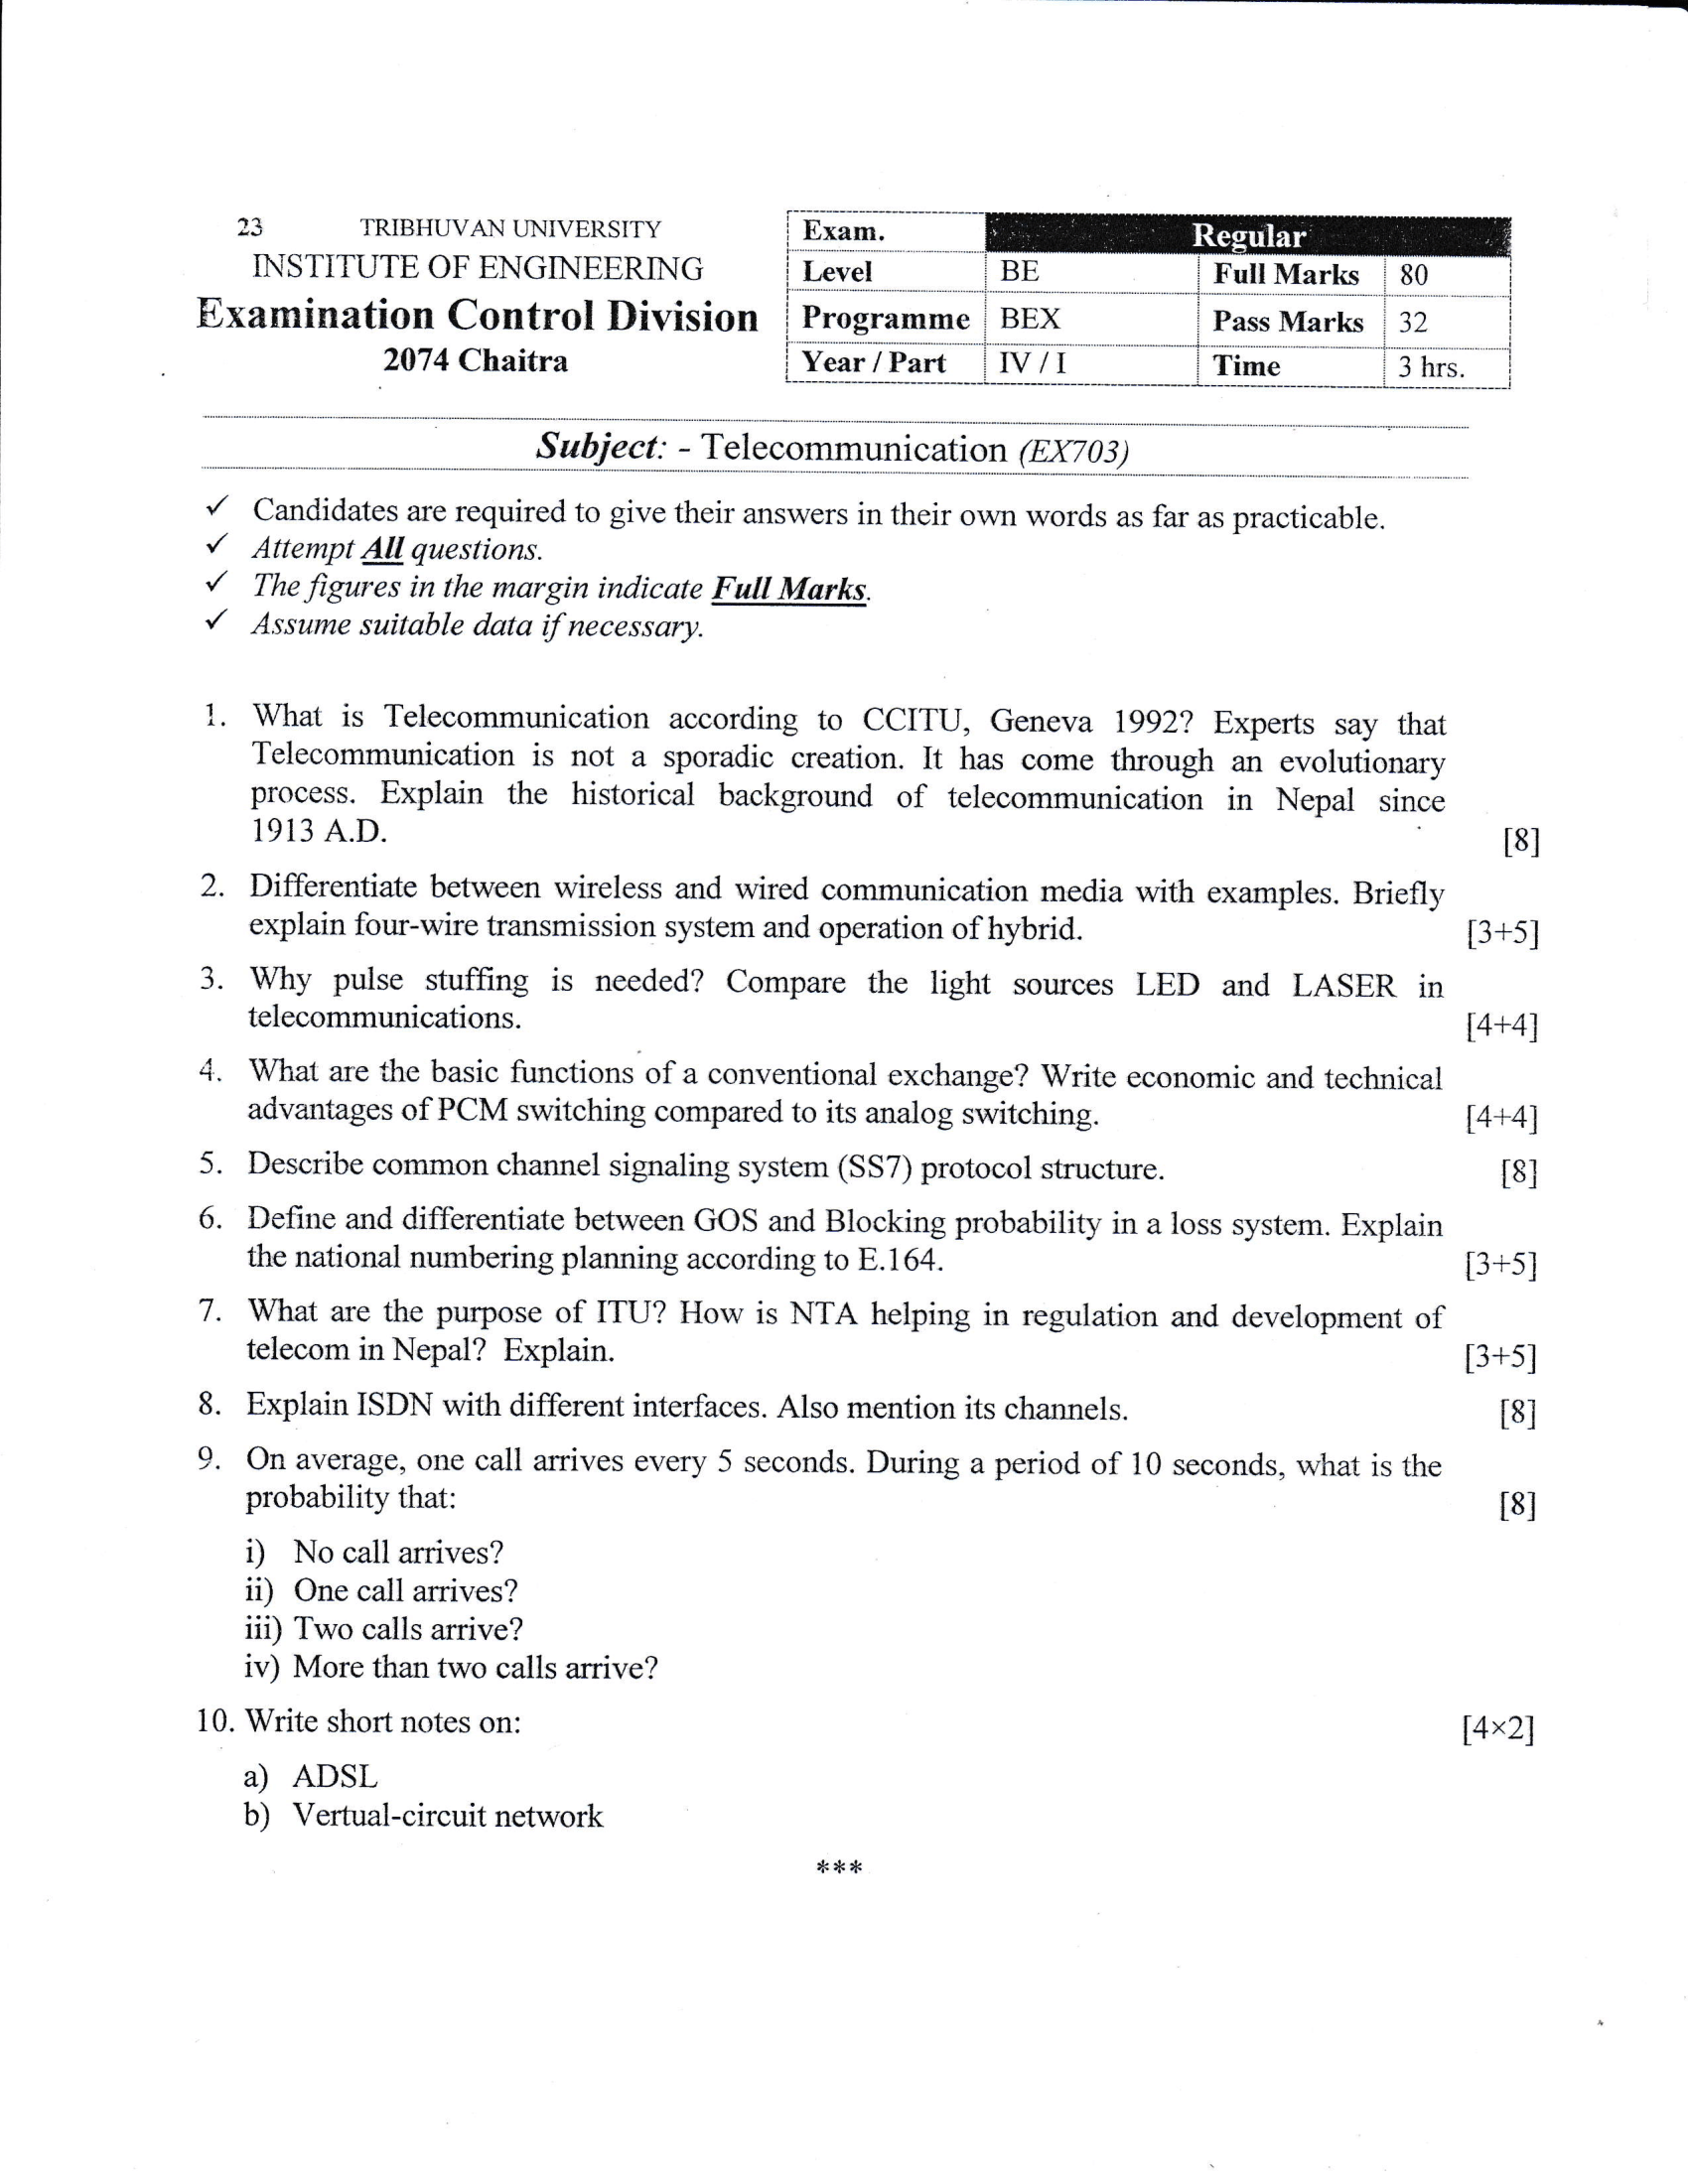 23 TRIBHUVAN UNIVERSITY
INSTITUTE OF ENGINEERING
Examination Control Division
2074 Chaitra
Exam. Regular
Level BE Full Marks 80
Programme BEX Pass Marks 32
Year / Part IV / I Time 3 hrs.
Subject: - Telecommunication (EX703)
✓ Candidates are required to give their answers in their own words as far as practicable.
✓ Attempt All questions.
✓ The figures in the margin indicate Full Marks.
✓ Assume suitable data if necessary.
1. What is Telecommunication according to CCITU, Geneva 1992? Experts say that
Telecommunication is not a sporadic creation. It has come through an evolutionary
process. Explain the historical background of telecommunication in Nepal since
1913 A.D. [8]
2. Differentiate between wireless and wired communication media with examples. Briefly
explain four-wire transmission system and operation of hybrid. [3+5]
3. Why pulse stuffing is needed? Compare the light sources LED and LASER in
telecommunications. [4+4]
4. What are the basic functions of a conventional exchange? Write economic and technical
advantages of PCM switching compared to its analog switching. [4+4]
5. Describe common channel signaling system (SS7) protocol structure. [8]
6. Define and differentiate between GOS and Blocking probability in a loss system. Explain
the national numbering planning according to E.164. [3+5]
7. What are the purpose of ITU? How is NTA helping in regulation and development of
telecom in Nepal? Explain. [3+5]
8. Explain ISDN with different interfaces. Also mention its channels. [8]
9. On average, one call arrives every 5 seconds. During a period of 10 seconds, what is the
probability that: [8]
i) No call arrives?
ii) One call arrives?
iii) Two calls arrive?
iv) More than two calls arrive?
10. Write short notes on: [4×2]
a) ADSL
b) Vertual-circuit network
***